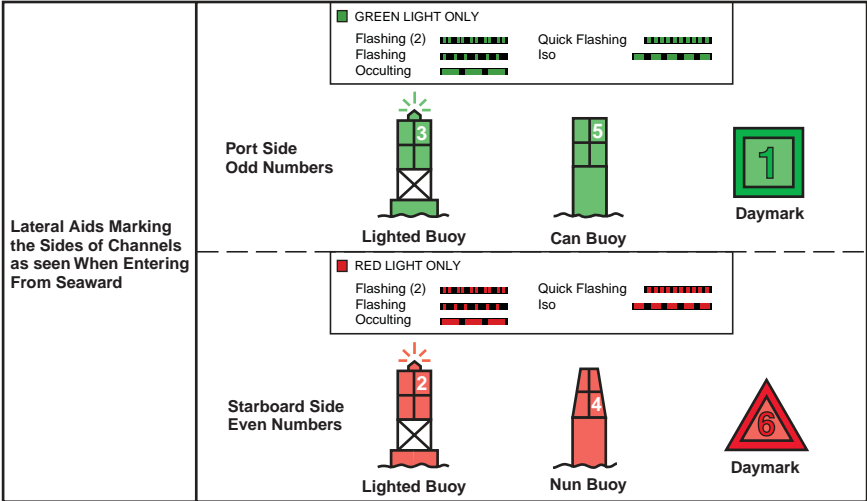 Lateral Aids Marking
the Sides of Channels
as seen When Entering
From Seaward
GREEN LIGHT ONLY
Flashing (2)
Quick Flashing
Flashing
Iso
Occulting
Port Side
Odd Numbers
3
5
1
Lighted Buoy
Can Buoy
Daymark
RED LIGHT ONLY
Flashing (2)
Quick Flashing
Flashing
Iso
Occulting
Starboard Side
Even Numbers
2
4
6
Lighted Buoy
Nun Buoy
Daymark